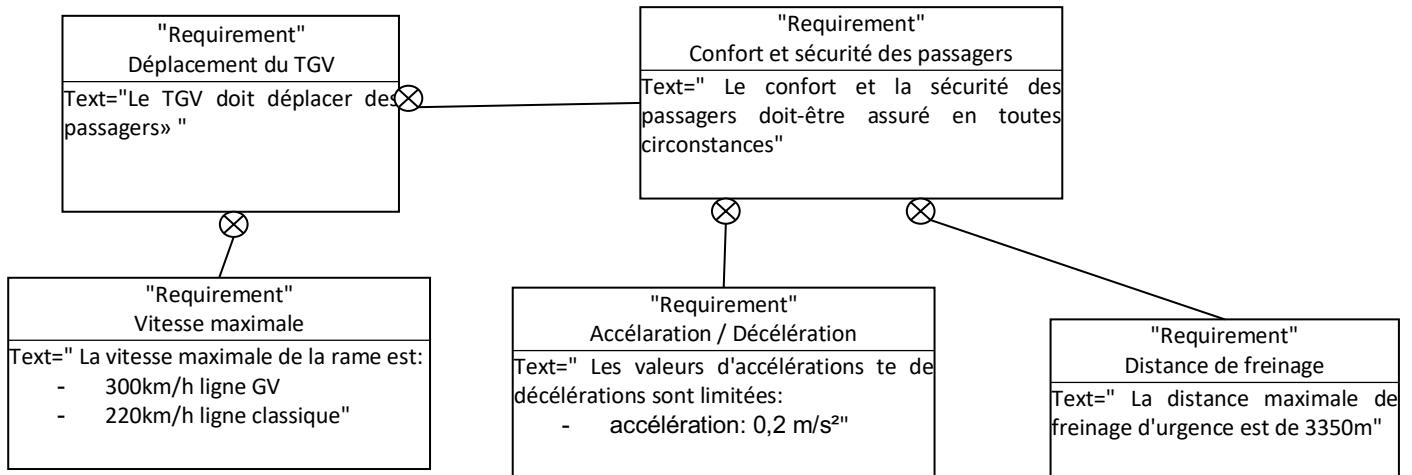 "Requirement"
Déplacement du TGV
Text="Le TGV doit déplacer des
passagers» "
"Requirement"
Confort et sécurité des passagers
Text=" Le confort et la sécurité des
passagers doit-être assuré en toutes
circonstances"
"Requirement"
Vitesse maximale
Text=" La vitesse maximale de la rame est:
- 300km/h ligne GV
- 220km/h ligne classique"
"Requirement"
Accélaration / Décélération
Text=" Les valeurs d'accélérations te de
décélérations sont limitées:
- accélération: 0,2 m/s²"
"Requirement"
Distance de freinage
Text=" La distance maximale de
freinage d'urgence est de 3350m"